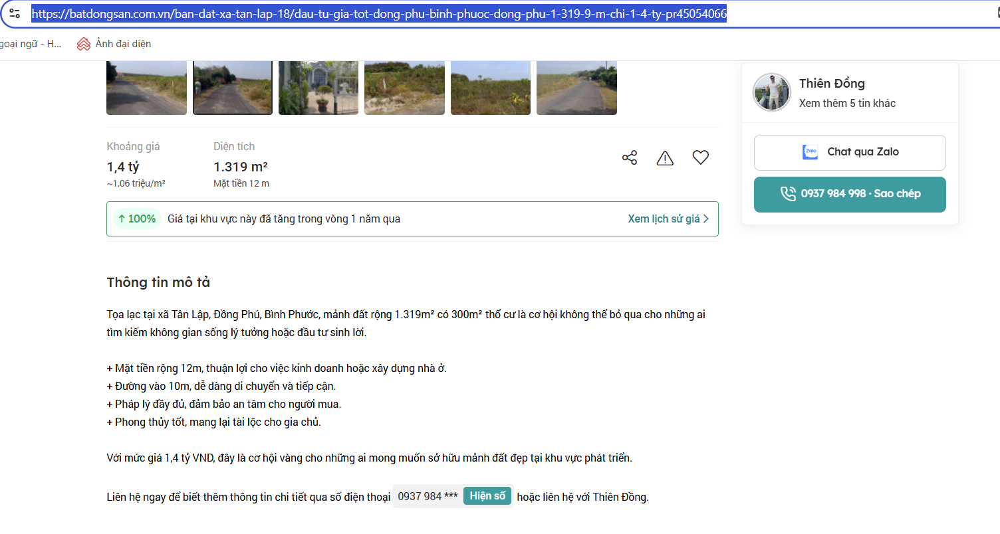 https://batdongsan.com.vn/ban-dat-xa-tan-lap-18/dau-tu-gia-tot-dong-phu-binh-phuoc-dong-phu-1-319-9-m-chi-1-4-ty-pr45054066
goại ngữ - H...
Ảnh đại diện
Thiên Đồng
Xem thêm 5 tin khác
Khoảng giá
Diện tích
1,4 tỷ
1.319 m²
~1,06 triệu/m²
Mặt tiền 12 m
Zalo Chat qua Zalo
0937 984 998 · Sao chép
100%
Giá tại khu vực này đã tăng trong vòng 1 năm qua
Xem lịch sử giá
Thông tin mô tả
Tọa lạc tại xã Tân Lập, Đồng Phú, Bình Phước, mảnh đất rộng 1.319m² có 300m² thổ cư là cơ hội không thể bỏ qua cho những ai
tìm kiếm không gian sống lý tưởng hoặc đầu tư sinh lời.
+ Mặt tiền rộng 12m, thuận lợi cho việc kinh doanh hoặc xây dựng nhà ở.
+ Đường vào 10m, dễ dàng di chuyển và tiếp cận.
+ Pháp lý đầy đủ, đảm bảo an tâm cho người mua.
+ Phong thủy tốt, mang lại tài lộc cho gia chủ.
Với mức giá 1,4 tỷ VND, đây là cơ hội vàng cho những ai mong muốn sở hữu mảnh đất đẹp tại khu vực phát triển.
Liên hệ ngay để biết thêm thông tin chi tiết qua số điện thoại 0937 984 *** Hiện số hoặc liên hệ với Thiên Đồng.